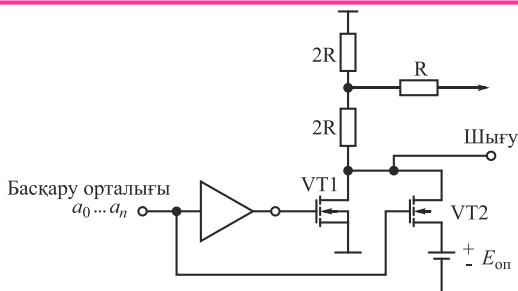 2R
R
2R
Шығу
Басқару орталығы
a₀ ... aₙ
VT1
VT2
+
-
Eоп